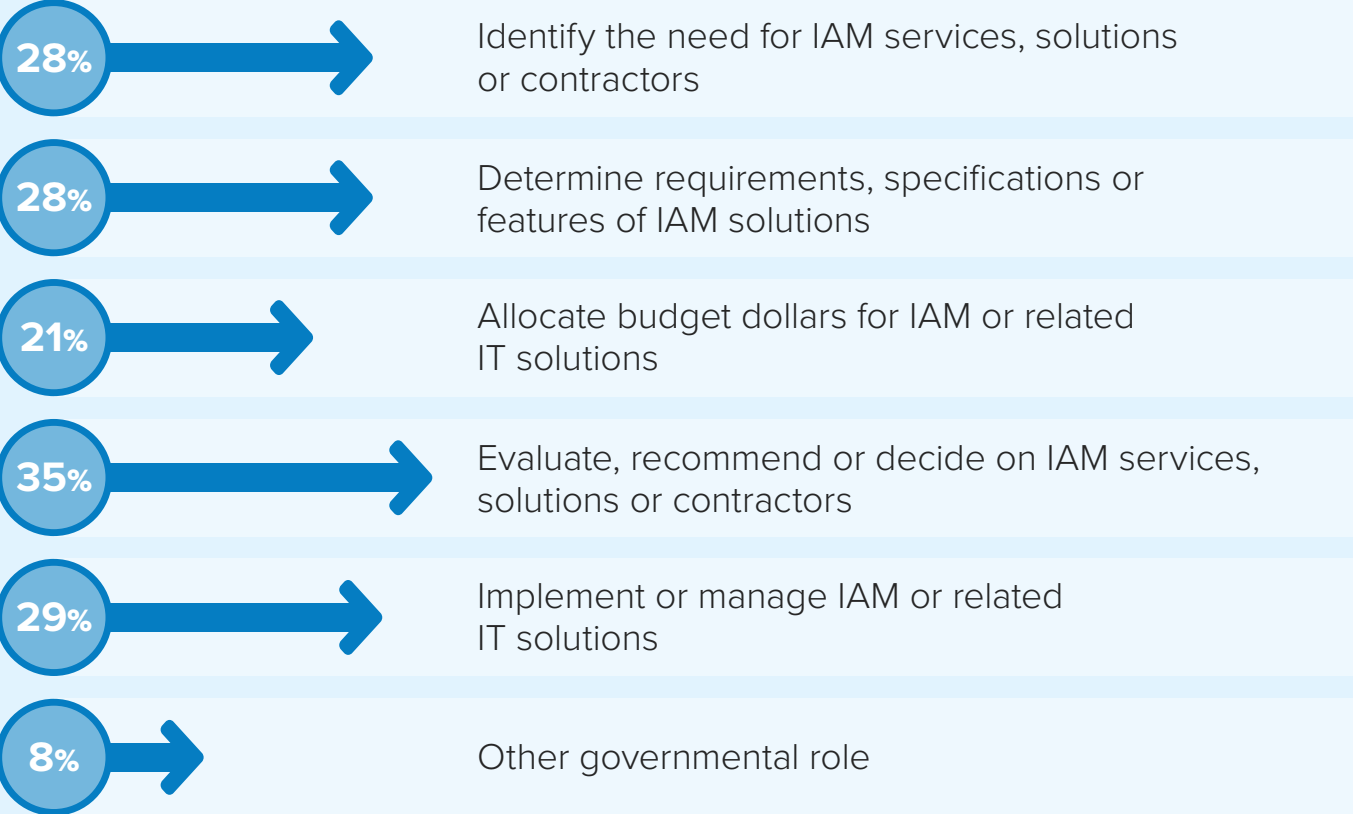 28%
Identify the need for IAM services, solutions
or contractors
28%
Determine requirements, specifications or
features of IAM solutions
21%
Allocate budget dollars for IAM or related
IT solutions
35%
Evaluate, recommend or decide on IAM services,
solutions or contractors
29%
Implement or manage IAM or related
IT solutions
8%
Other governmental role